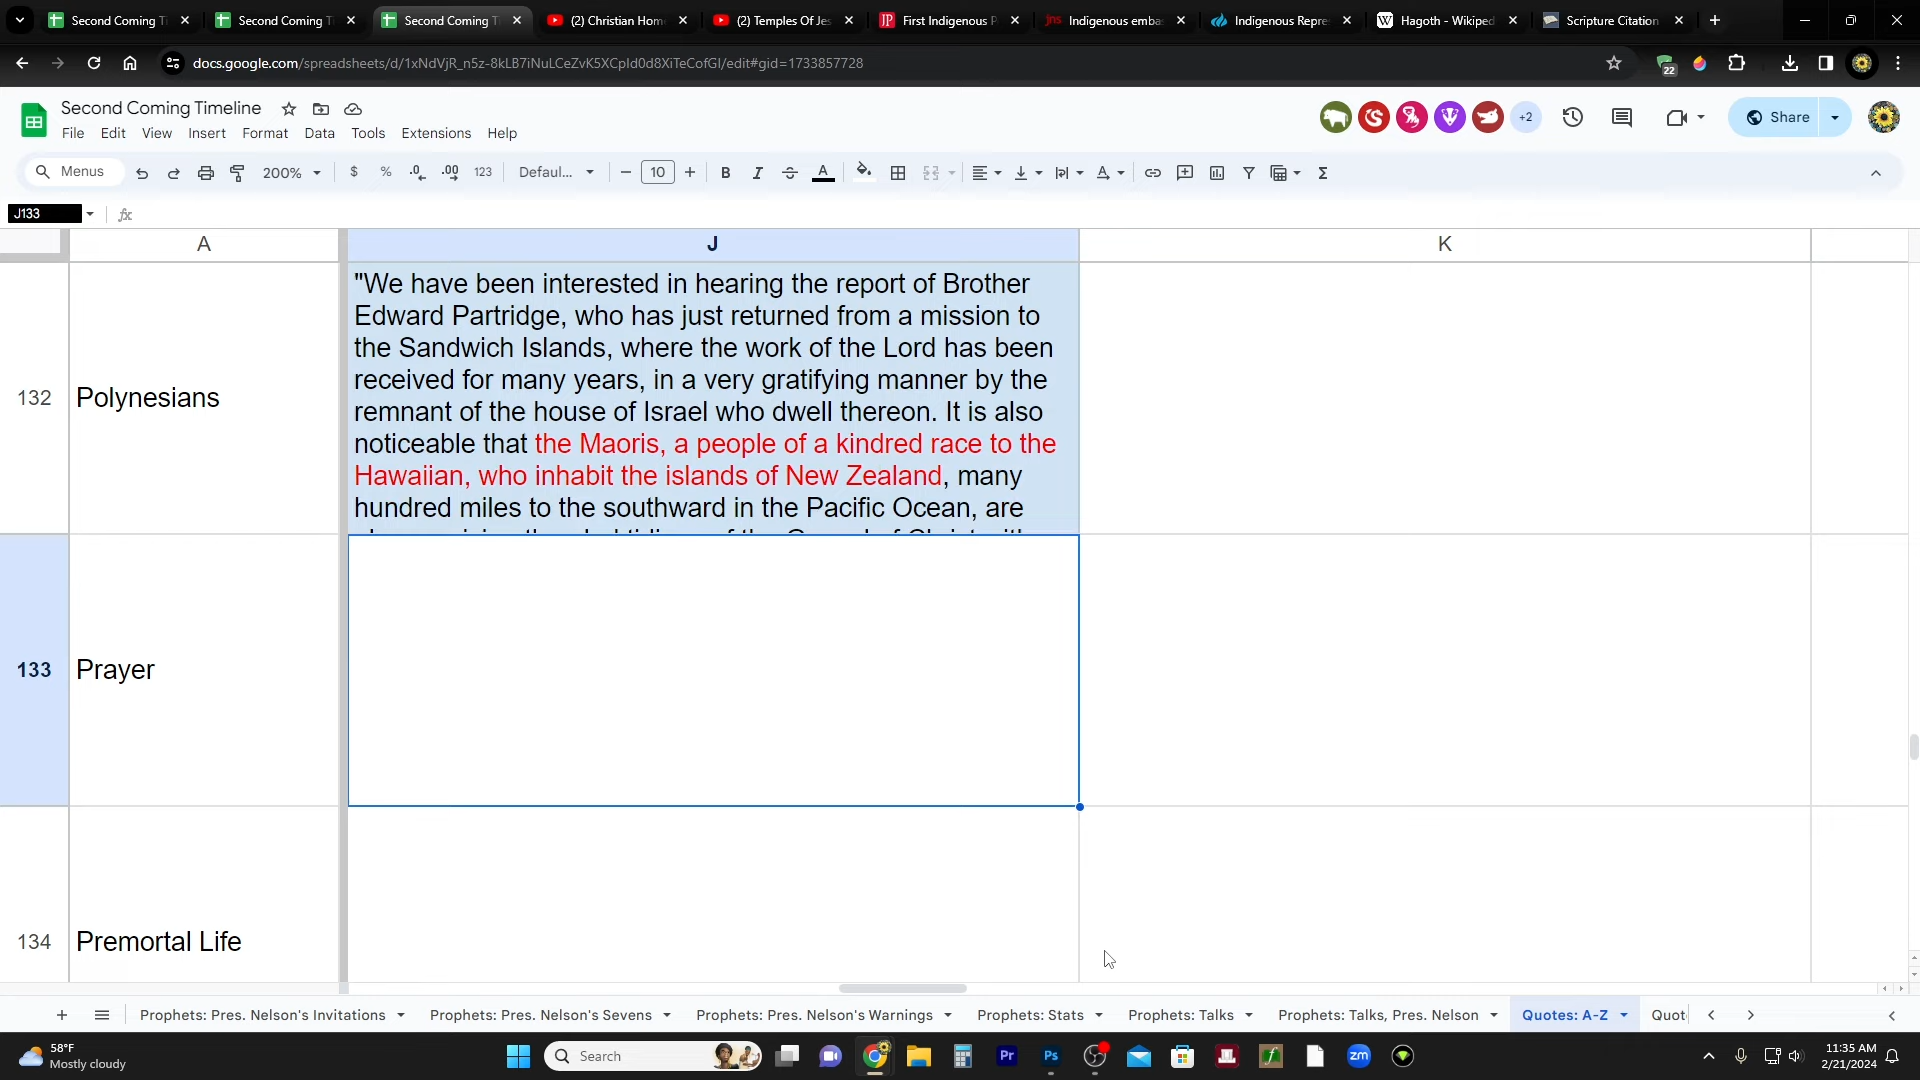 Second Coming Ti
Second Coming Ti
Second Coming T
(2) Christian Hom
(2) Temples Of Jes
First Indigenous P
Indigenous emba
Indigenous Repre
Hagoth - Wikiped
Scripture Citation
docs.google.com/spreadsheets/d/1xNdVjR_n5z-8kLB7iNuLCeZvK5XCpId0d8XiTeCofGI/edit#gid=1733857728
22
Second Coming Timeline
File Edit View Insert Format Data Tools Extensions Help
+2
Share
Menus
200%
$ % .0 .00 123
Defaul...
10
B I A
J133
fx
A J K
132 Polynesians
"We have been interested in hearing the report of Brother
Edward Partridge, who has just returned from a mission to
the Sandwich Islands, where the work of the Lord has been
received for many years, in a very gratifying manner by the
remnant of the house of Israel who dwell thereon. It is also
noticeable that the Maoris, a people of a kindred race to the
Hawaiian, who inhabit the islands of New Zealand, many
hundred miles to the southward in the Pacific Ocean, are
133 Prayer
134 Premortal Life
Prophets: Pres. Nelson's Invitations
Prophets: Pres. Nelson's Sevens
Prophets: Pres. Nelson's Warnings
Prophets: Stats
Prophets: Talks
Prophets: Talks, Pres. Nelson
Quotes: A-Z
Quot
58°F
Mostly cloudy
Search
Pr
Ps
zm
11:35 AM
2/21/2024